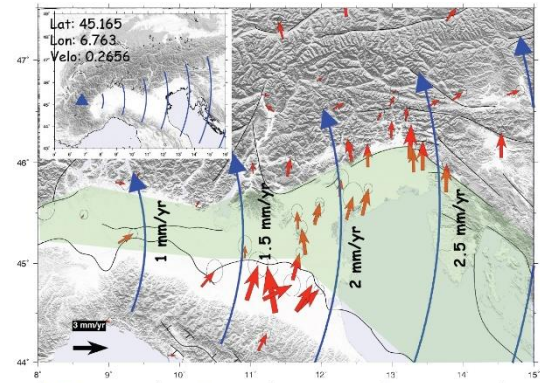 Lat: 45.165
Lon: 6.763
Velo: 0.2656
47°
46°
45°
44°
1 mm/yr
1.5 mm/yr
2 mm/yr
2.5 mm/yr
3 mm/yr
8° 9° 10° 11° 12° 13° 14° 15°